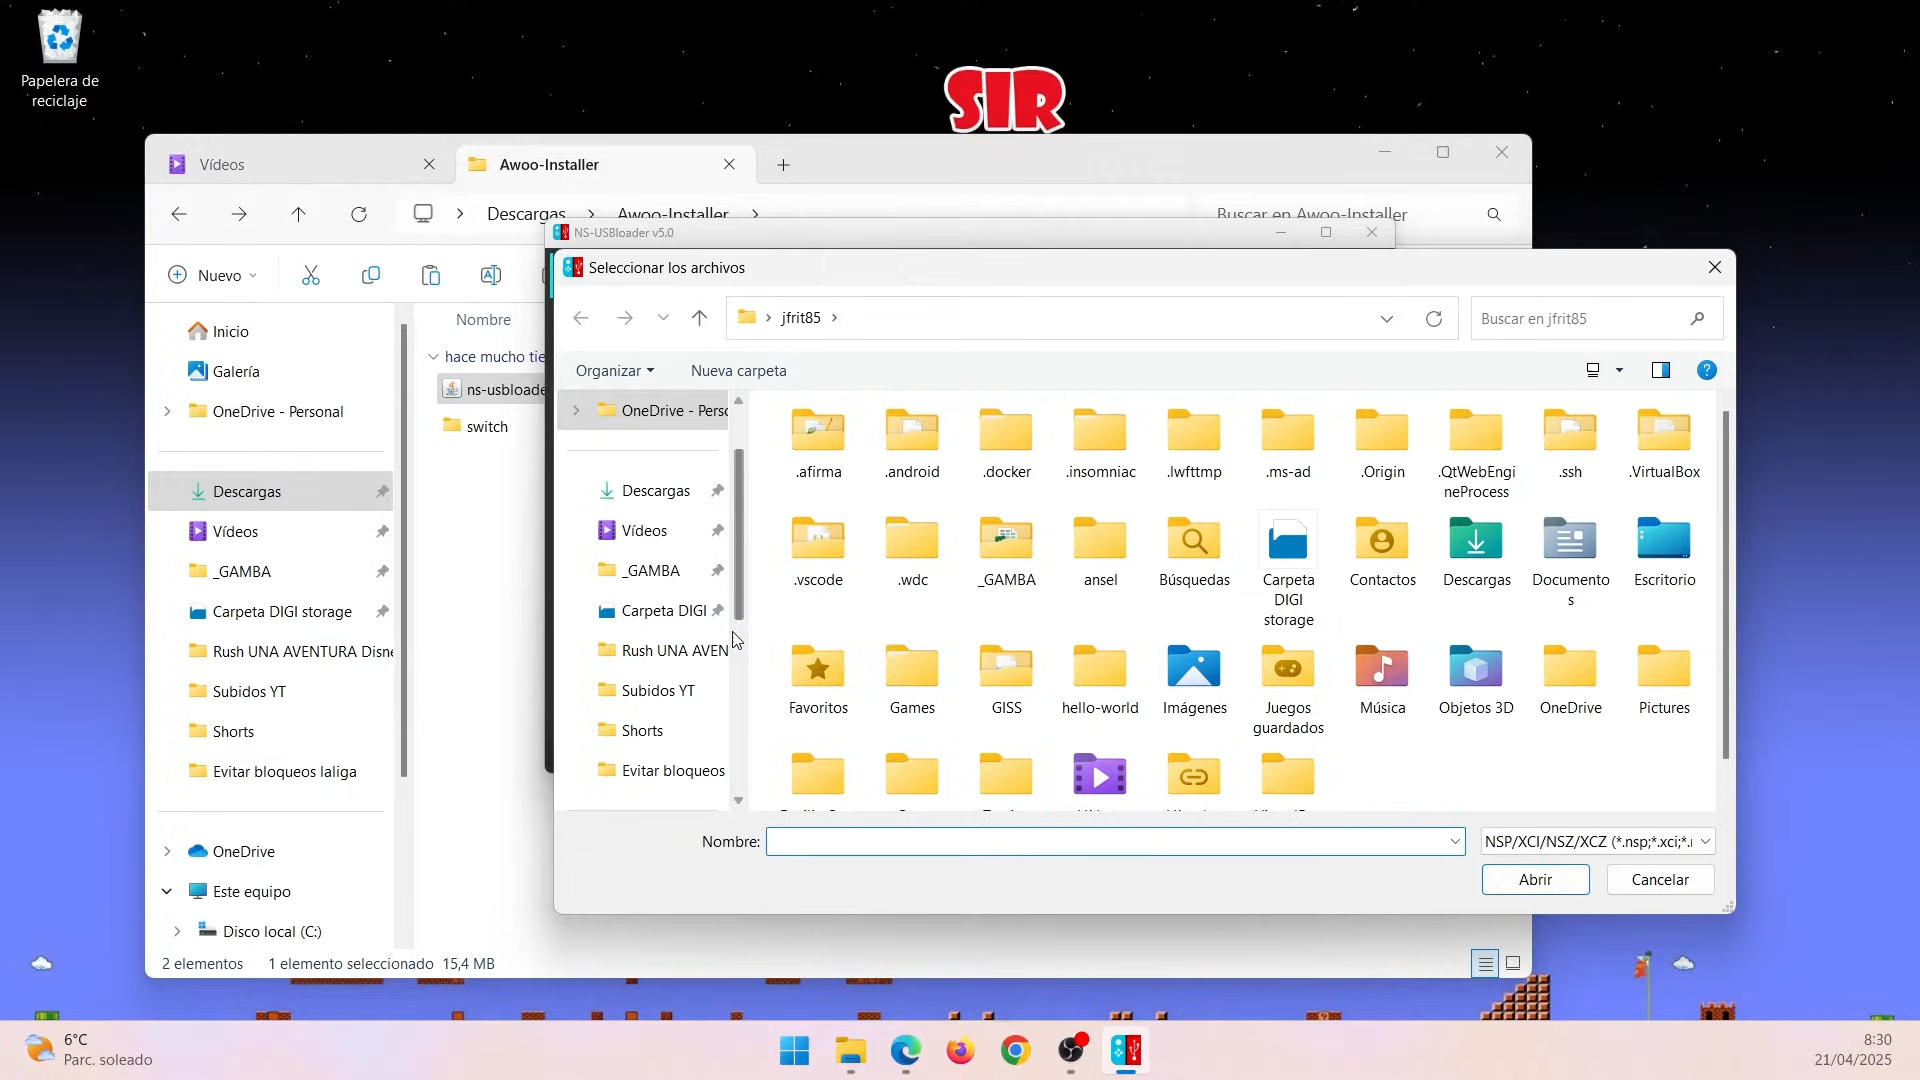 Papelera de
reciclaje
SIR
Vídeos
Awoo-Installer
Descargas
Awoo-Installer
Buscar en Awoo-Installer
NS-USBloader v5.0
Nuevo
Seleccionar los archivos
jfrit85
Buscar en jfrit85
Organizar
Nueva carpeta
Nombre
hace mucho tie
ns-usbloade
switch
Inicio
Galería
OneDrive - Personal
Descargas
Vídeos
_GAMBA
Carpeta DIGI storage
Rush UNA AVENTURA Disne
Subidos YT
Shorts
Evitar bloqueos laliga
OneDrive
Este equipo
Disco local (C:)
2 elementos
1 elemento seleccionado
15,4 MB
OneDrive - Perso
Descargas
Vídeos
_GAMBA
Carpeta DIGI
Rush UNA AVEN
Subidos YT
Shorts
Evitar bloqueos
.afirma
.android
.docker
.insomniac
.lwfttmp
.ms-ad
.Origin
.QtWebEngi
neProcess
.ssh
.VirtualBox
.vscode
.wdc
_GAMBA
ansel
Búsquedas
Carpeta
DIGI
storage
Contactos
Descargas
Documento
s
Escritorio
Favoritos
Games
GISS
hello-world
Imágenes
Juegos
guardados
Música
Objetos 3D
OneDrive
Pictures
Nombre:
NSP/XCI/NSZ/XCZ (*.nsp;*.xci;*.
Abrir
Cancelar
6°C
Parc. soleado
8:30
21/04/2025